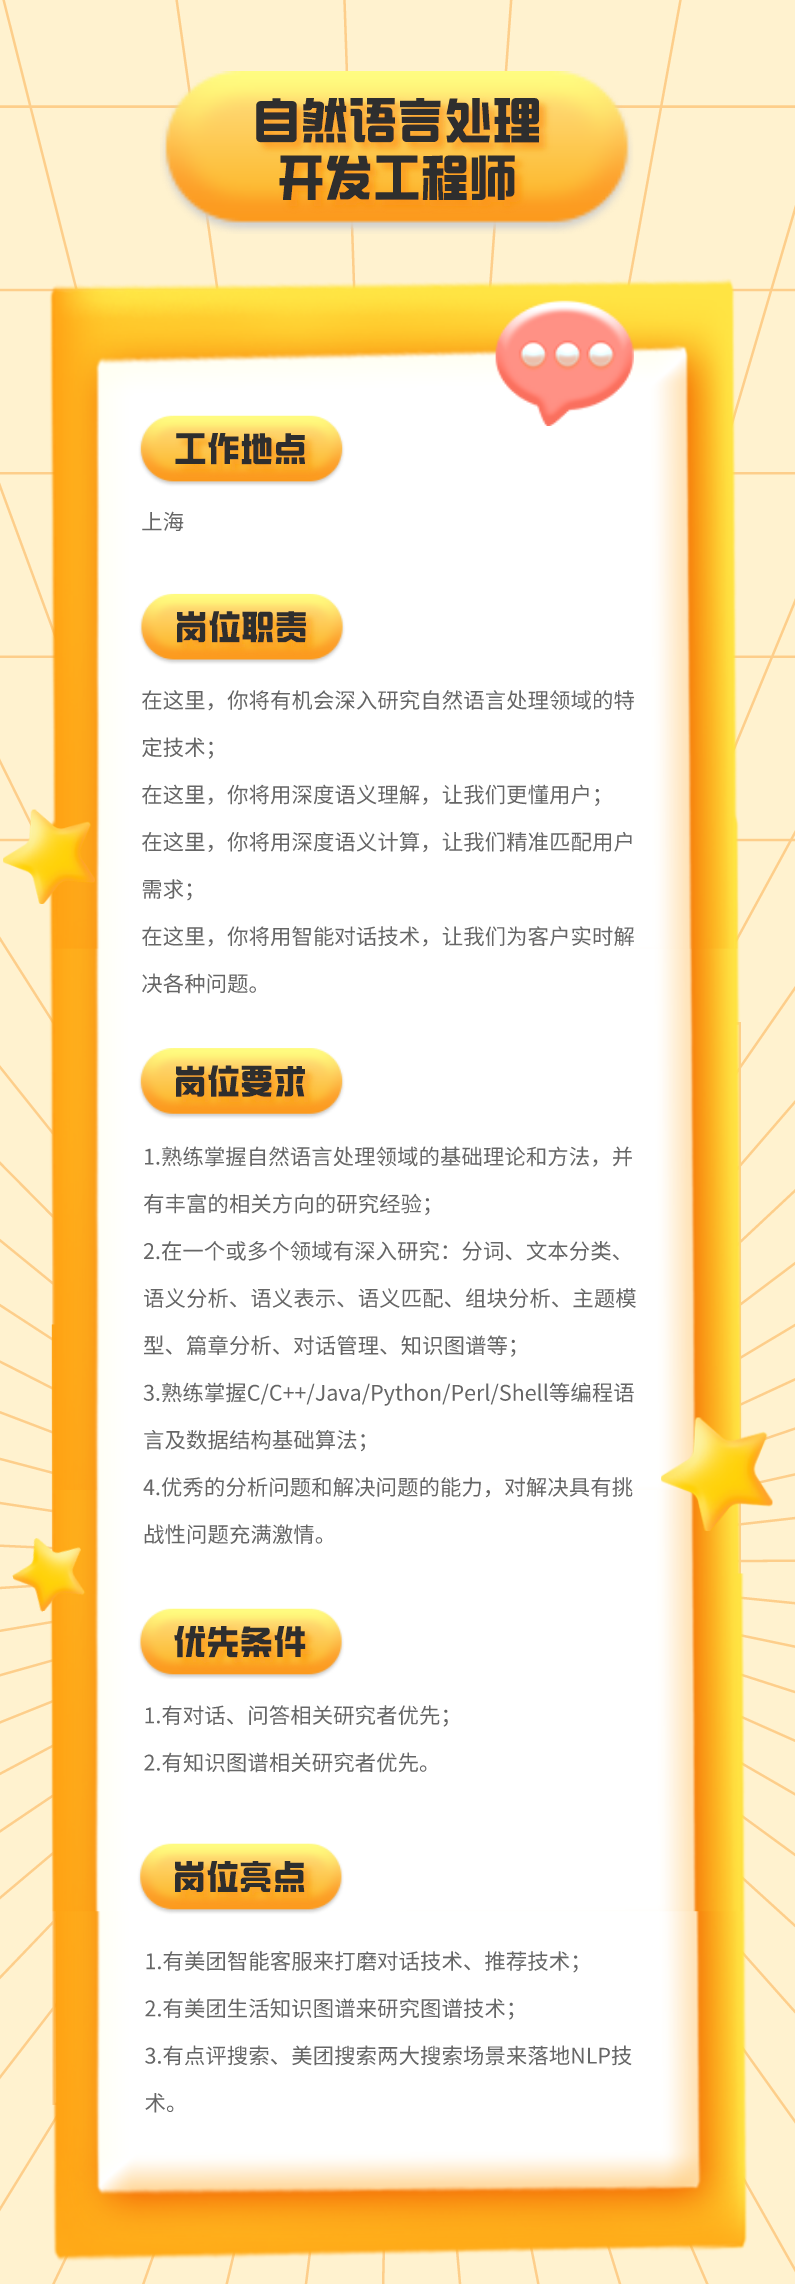 自然语言处理
开发工程师
工作地点
上海
岗位职责
在这里，你将有机会深入研究自然语言处理领域的特
定技术；
在这里，你将用深度语义理解，让我们更懂用户；
在这里，你将用深度语义计算，让我们精准匹配用户
需求；
在这里，你将用智能对话技术，让我们为客户实时解
决各种问题。
岗位要求
1.熟练掌握自然语言处理领域的基础理论和方法，并
有丰富的相关方向的研究经验；
2.在一个或多个领域有深入研究：分词、文本分类、
语义分析、语义表示、语义匹配、组块分析、主题模
型、篇章分析、对话管理、知识图谱等；
3.熟练掌握C/C++/Java/Python/Perl/Shell等编程语
言及数据结构基础算法；
4.优秀的分析问题和解决问题的能力，对解决具有挑
战性问题充满激情。
优先条件
1.有对话、问答相关研究者优先；
2.有知识图谱相关研究者优先。
岗位亮点
1.有美团智能客服来打磨对话技术、推荐技术；
2.有美团生活知识图谱来研究图谱技术；
3.有点评搜索、美团搜索两大搜索场景来落地NLP技
术。